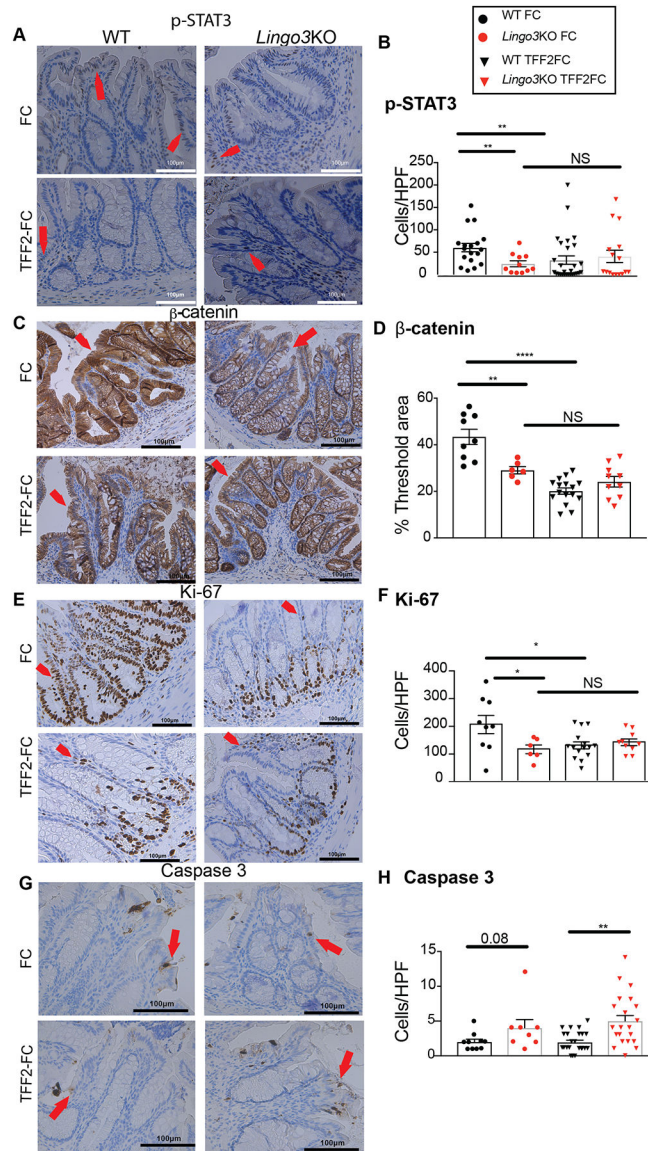 p-STAT3
A
WT
Lingo3KO
FC
100µm
100µm
TFF2-FC
100µm
100µm
B
WT FC
Lingo3KO FC
WT TFF2FC
Lingo3KO TFF2FC
p-STAT3
**
**
NS
Cells/HPF
250
200
150
100
50
0
C
β-catenin
FC
100µm
100µm
TFF2-FC
100µm
100µm
D β-catenin
****
**
NS
% Threshold area
60
40
20
0
E
Ki-67
FC
100µm
100µm
TFF2-FC
100µm
100µm
F Ki-67
*
*
NS
Cells/HPF
400
300
200
100
0
G
Caspase 3
FC
100µm
100µm
TFF2-FC
100µm
100µm
H Caspase 3
0.08
**
Cells/HPF
15
10
5
0